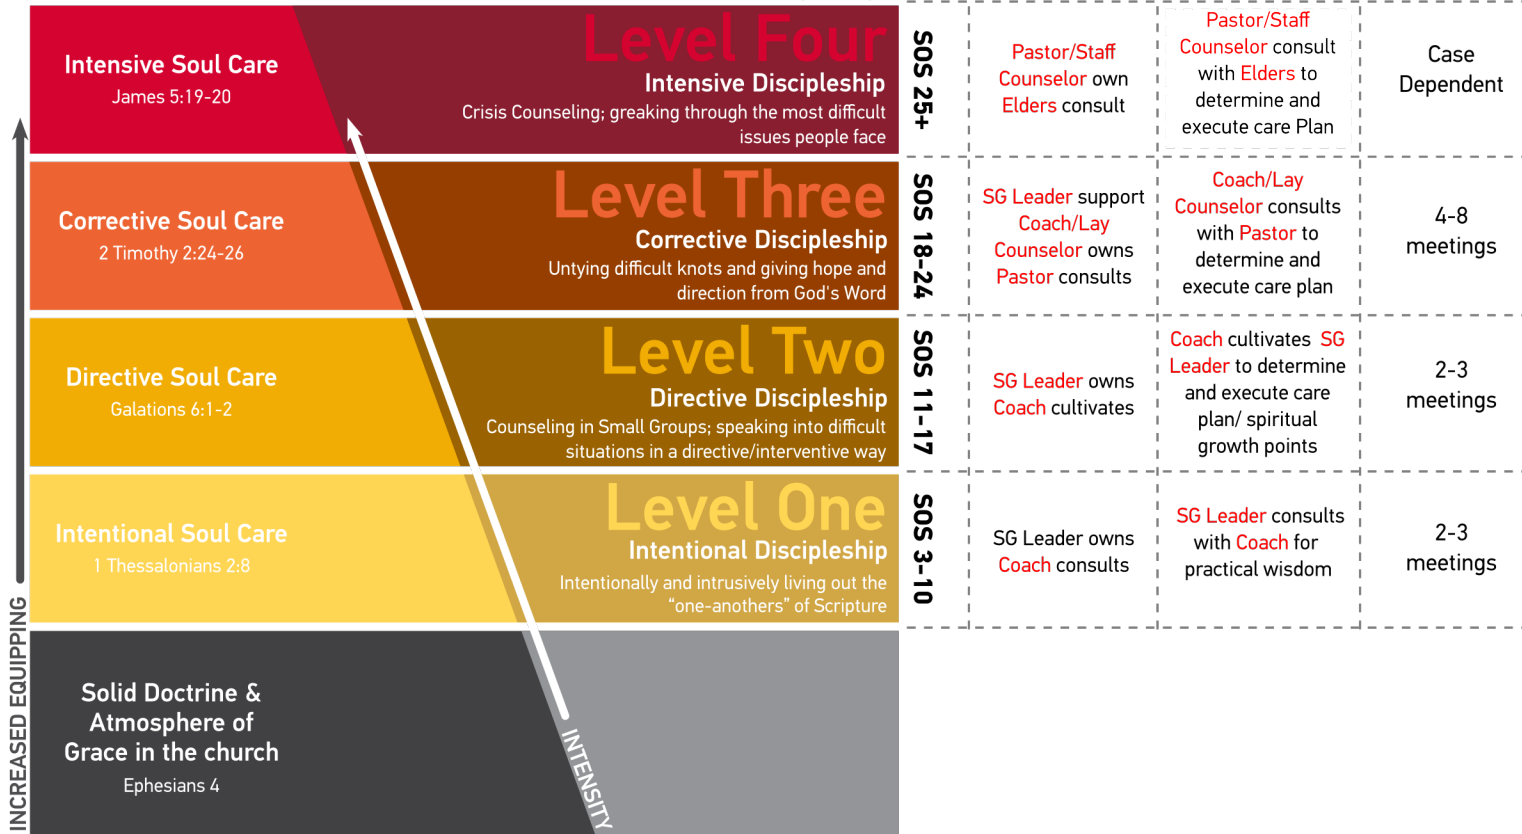 Intensive Soul Care
James 5:19-20
Level Four
Intensive Discipleship
Crisis Counseling; greaking through the most difficult
issues people face
SOS 25+
Pastor/Staff
Counselor own
Elders consult
Pastor/Staff
Counselor consult
with Elders to
determine and
execute care Plan
Case
Dependent
Corrective Soul Care
2 Timothy 2:24-26
Level Three
Corrective Discipleship
Untying difficult knots and giving hope and
direction from God's Word
SOS 18-24
SG Leader support
Coach/Lay
Counselor owns
Pastor consults
Coach/Lay
Counselor consults
with Pastor to
determine and
execute care plan
4-8
meetings
Directive Soul Care
Galations 6:1-2
Level Two
Directive Discipleship
Counseling in Small Groups; speaking into difficult
situations in a directive/interventive way
SOS 11-17
SG Leader owns
Coach cultivates
Coach cultivates SG
Leader to determine
and execute care
plan/ spiritual
growth points
2-3
meetings
Intentional Soul Care
1 Thessalonians 2:8
Level One
Intentional Discipleship
Intentionally and intrusively living out the
“one-anothers” of Scripture
SOS 3-10
SG Leader owns
Coach consults
SG Leader consults
with Coach for
practical wisdom
2-3
meetings
Solid Doctrine &
Atmosphere of
Grace in the church
Ephesians 4
INCREASED EQUIPPING
INTENSITY